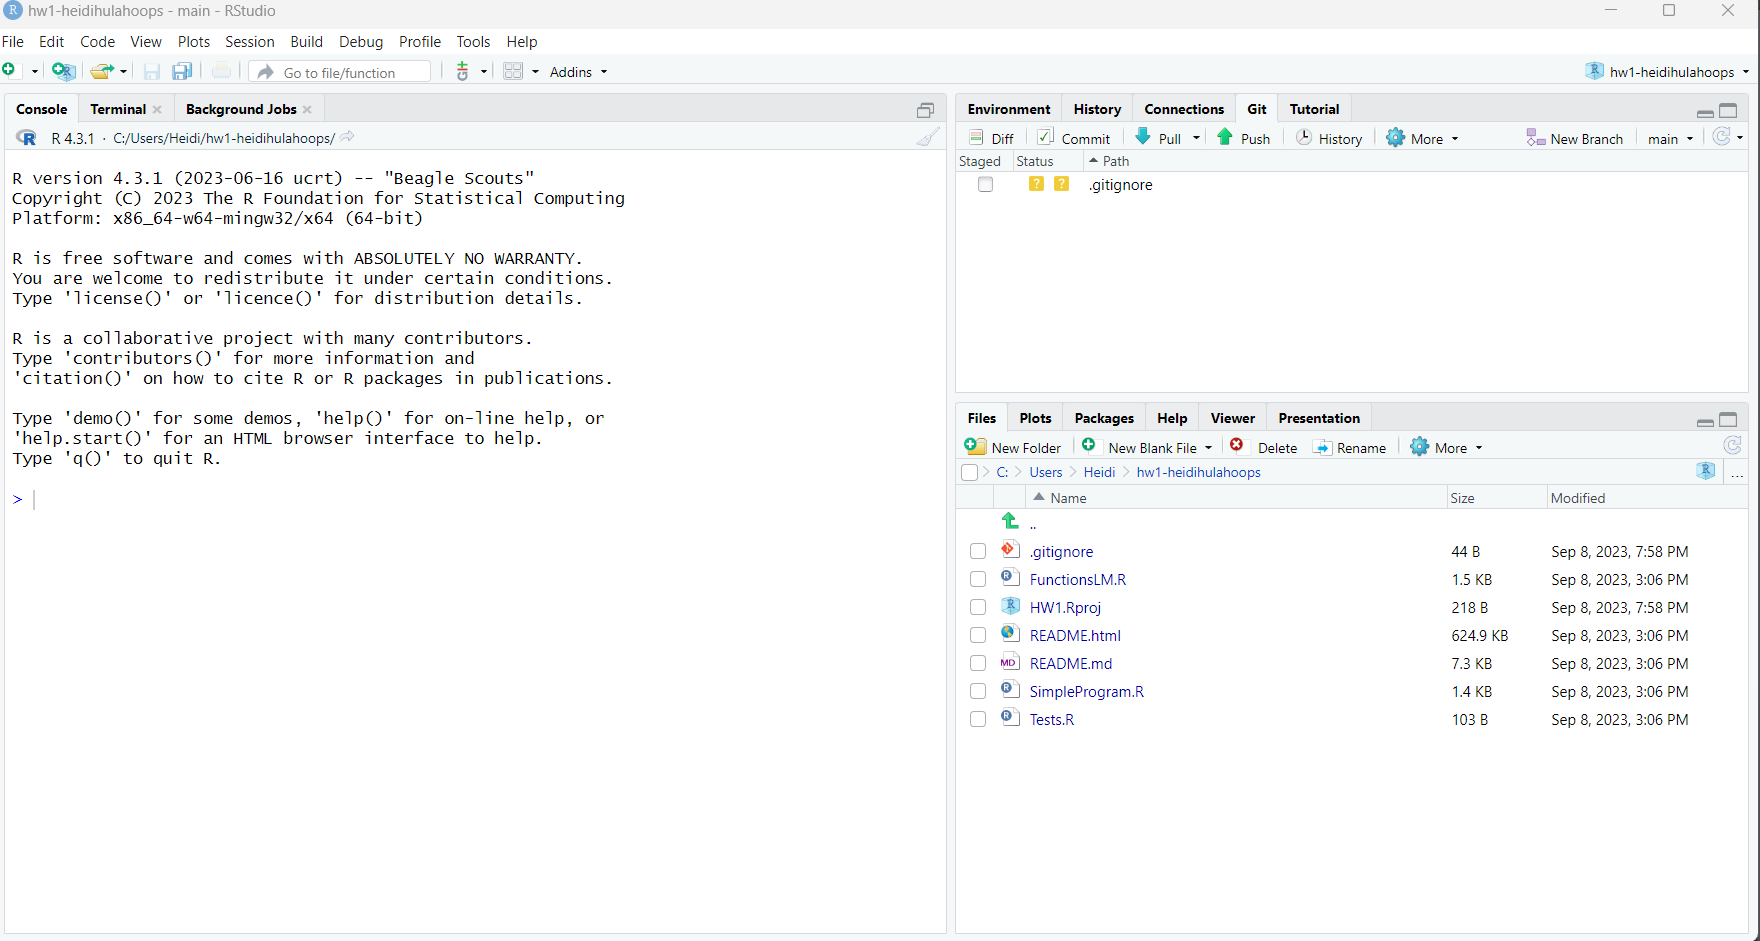 hw1-heidihulahoops - main - RStudio
File Edit Code View Plots Session Build Debug Profile Tools Help
Go to file/function Addins hw1-heidihulahoops
Console Terminal Background Jobs
R 4.3.1 · C:/Users/Heidi/hw1-heidihulahoops/
R version 4.3.1 (2023-06-16 ucrt) -- "Beagle Scouts"
Copyright (C) 2023 The R Foundation for Statistical Computing
Platform: x86_64-w64-mingw32/x64 (64-bit)
R is free software and comes with ABSOLUTELY NO WARRANTY.
You are welcome to redistribute it under certain conditions.
Type 'license()' or 'licence()' for distribution details.
R is a collaborative project with many contributors.
Type 'contributors()' for more information and
'citation()' on how to cite R or R packages in publications.
Type 'demo()' for some demos, 'help()' for on-line help, or
'help.start()' for an HTML browser interface to help.
Type 'q()' to quit R.
>
Environment History Connections Git Tutorial
Diff Commit Pull Push History More New Branch main
Staged Status Path
? ? .gitignore
Files Plots Packages Help Viewer Presentation
New Folder New Blank File Delete Rename More
C: > Users > Heidi > hw1-heidihulahoops ...
Name Size Modified
..
.gitignore 44 B Sep 8, 2023, 7:58 PM
FunctionsLM.R 1.5 KB Sep 8, 2023, 3:06 PM
HW1.Rproj 218 B Sep 8, 2023, 7:58 PM
README.html 624.9 KB Sep 8, 2023, 3:06 PM
README.md 7.3 KB Sep 8, 2023, 3:06 PM
SimpleProgram.R 1.4 KB Sep 8, 2023, 3:06 PM
Tests.R 103 B Sep 8, 2023, 3:06 PM